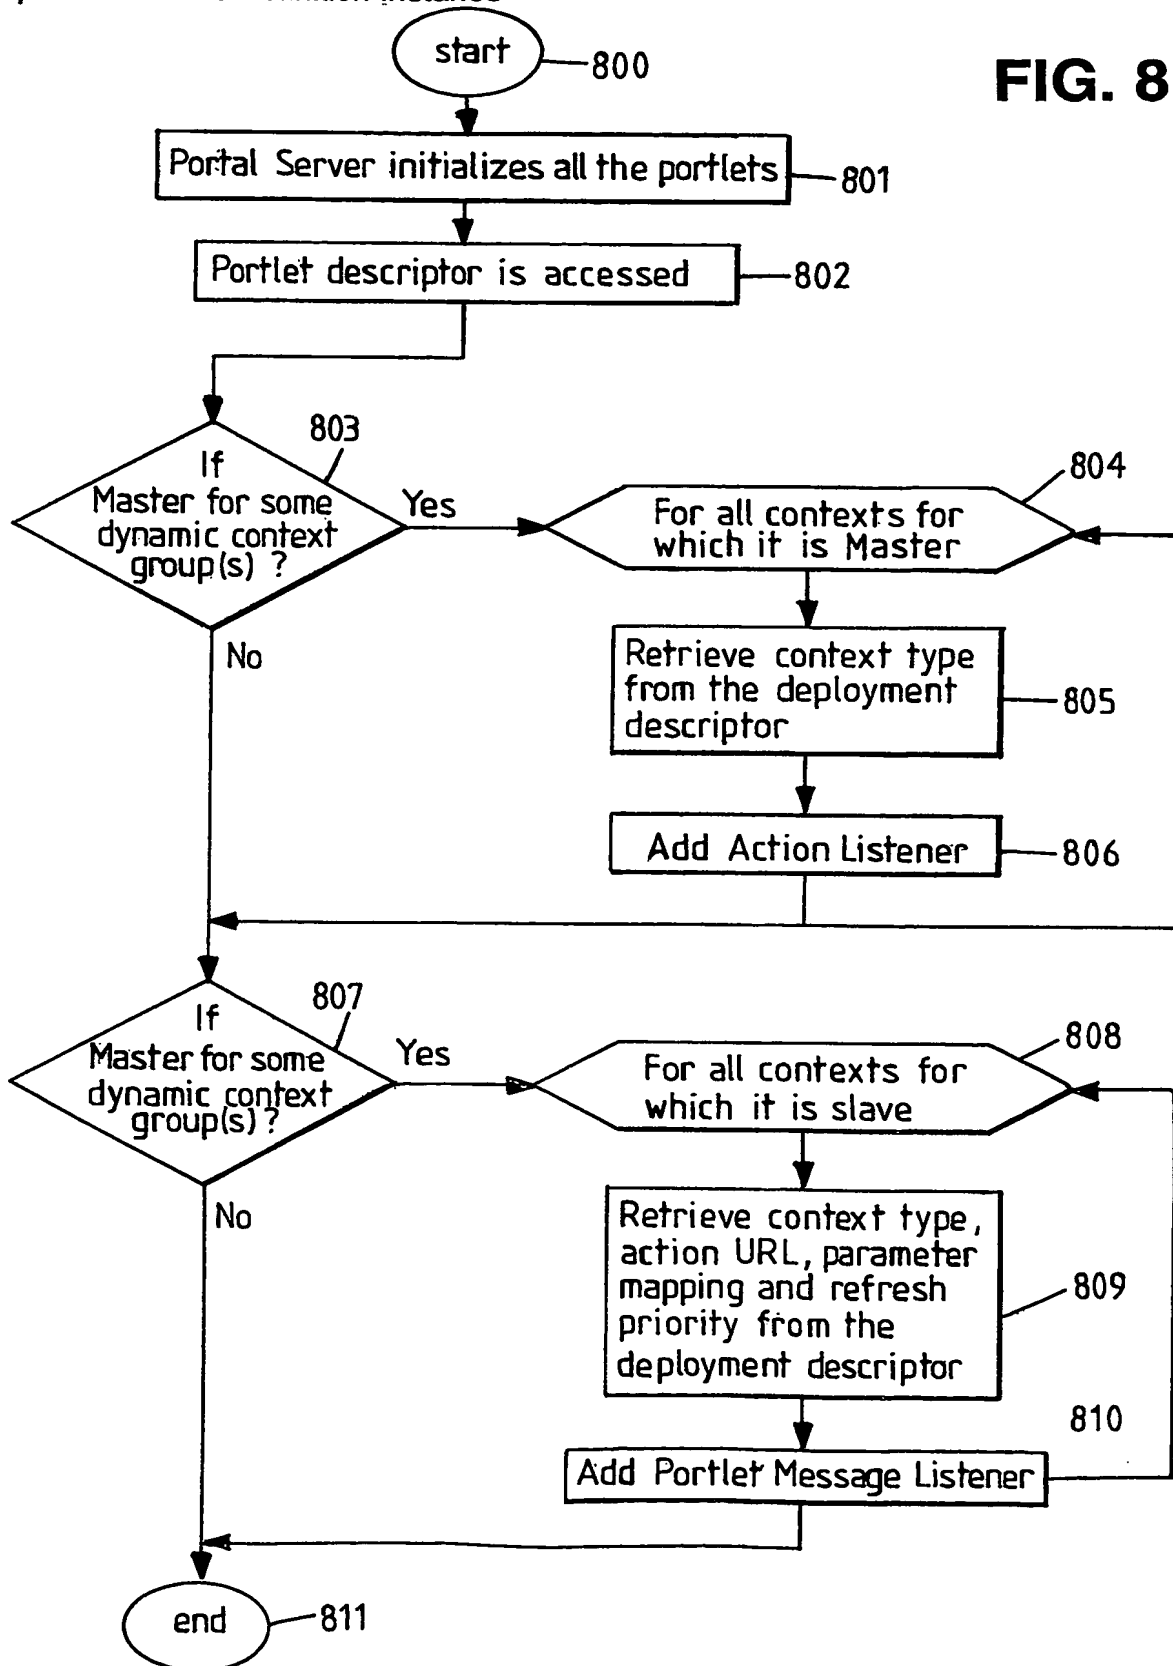 start
800
FIG. 8
Portal Server initializes all the portlets
801
Portlet descriptor is accessed
802
803
If
Master for some
dynamic context
group(s) ?
Yes
No
804
For all contexts for
which it is Master
Retrieve context type
from the deployment
descriptor
805
Add Action Listener
806
807
If
Master for some
dynamic context
group(s) ?
Yes
No
808
For all contexts for
which it is slave
Retrieve context type,
action URL, parameter
mapping and refresh
priority from the
deployment descriptor
809
810
Add Portlet Message Listener
end
811